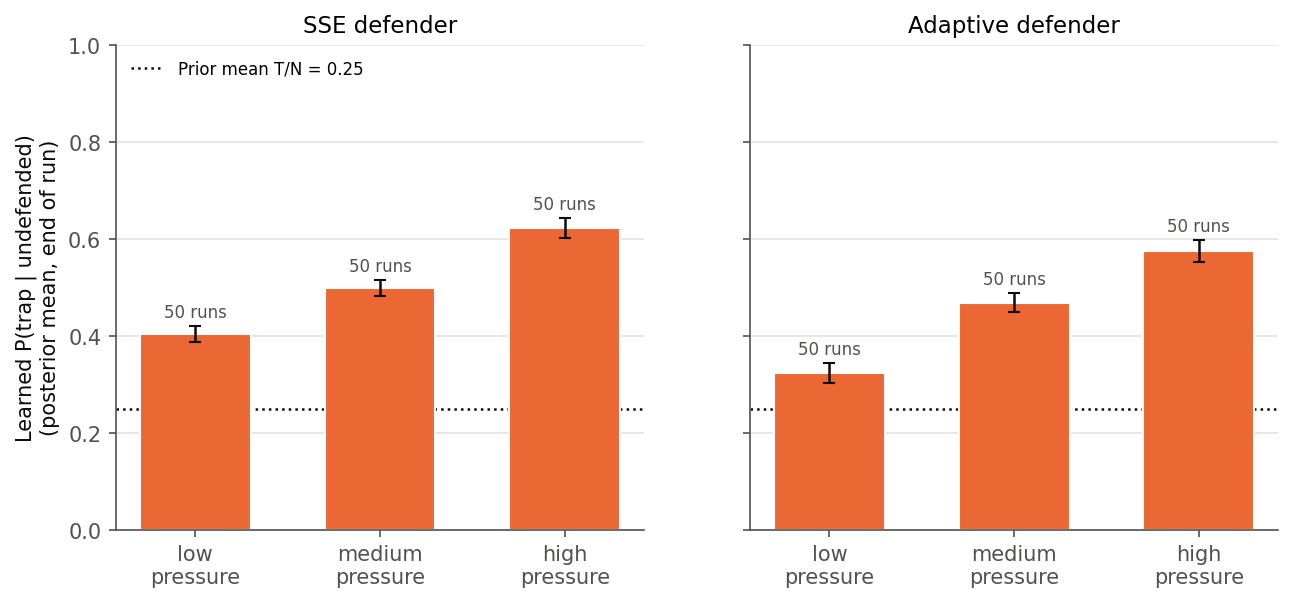 SSE defender
Adaptive defender
Learned P(trap | undefended)
(posterior mean, end of run)
1.0
0.8
0.6
0.4
0.2
0.0
Prior mean T/N = 0.25
50 runs
50 runs
50 runs
50 runs
50 runs
50 runs
low
pressure
medium
pressure
high
pressure
low
pressure
medium
pressure
high
pressure